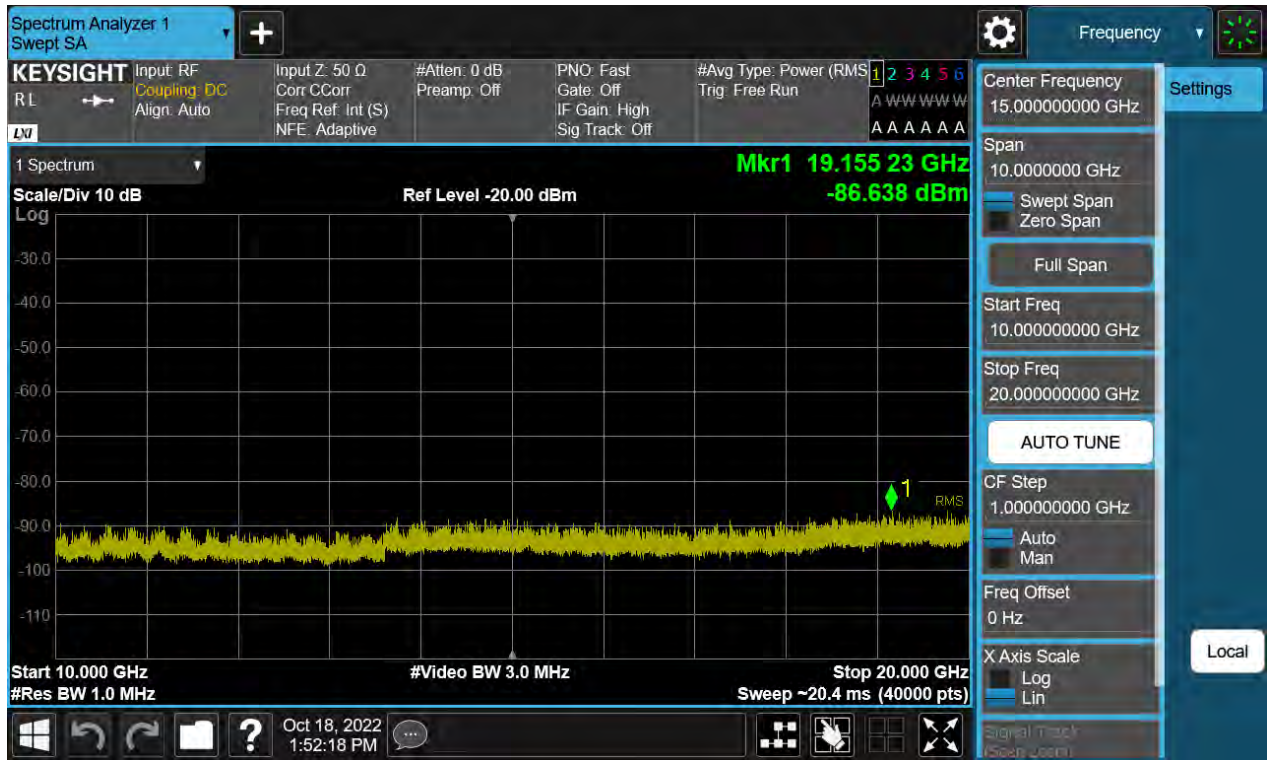 Spectrum Analyzer 1
Swept SA
+
Frequency
KEYSIGHT
RL
LXI
Input: RF
Coupling: DC
Align: Auto
Input Z: 50 Ω
Corr CCorr
Freq Ref: Int (S)
NFE: Adaptive
#Atten: 0 dB
Preamp: Off
PNO: Fast
Gate: Off
IF Gain: High
Sig Track: Off
#Avg Type: Power (RMS
Trig: Free Run
1 2 3 4 5 6
A W W W W W
A A A A A A
1 Spectrum
Mkr1 19.155 23 GHz
Scale/Div 10 dB
Ref Level -20.00 dBm
-86.638 dBm
Log
-30.0
-40.0
-50.0
-60.0
-70.0
-80.0
1
RMS
-90.0
-100
-110
Start 10.000 GHz
#Video BW 3.0 MHz
Stop 20.000 GHz
#Res BW 1.0 MHz
Sweep ~20.4 ms (40000 pts)
Center Frequency
15.000000000 GHz
Settings
Span
10.0000000 GHz
Swept Span
Zero Span
Full Span
Start Freq
10.000000000 GHz
Stop Freq
20.000000000 GHz
AUTO TUNE
CF Step
1.000000000 GHz
Auto
Man
Freq Offset
0 Hz
X Axis Scale
Log
Lin
Local
Signal Track
(Span Zoom)
?
Oct 18, 2022
1:52:18 PM